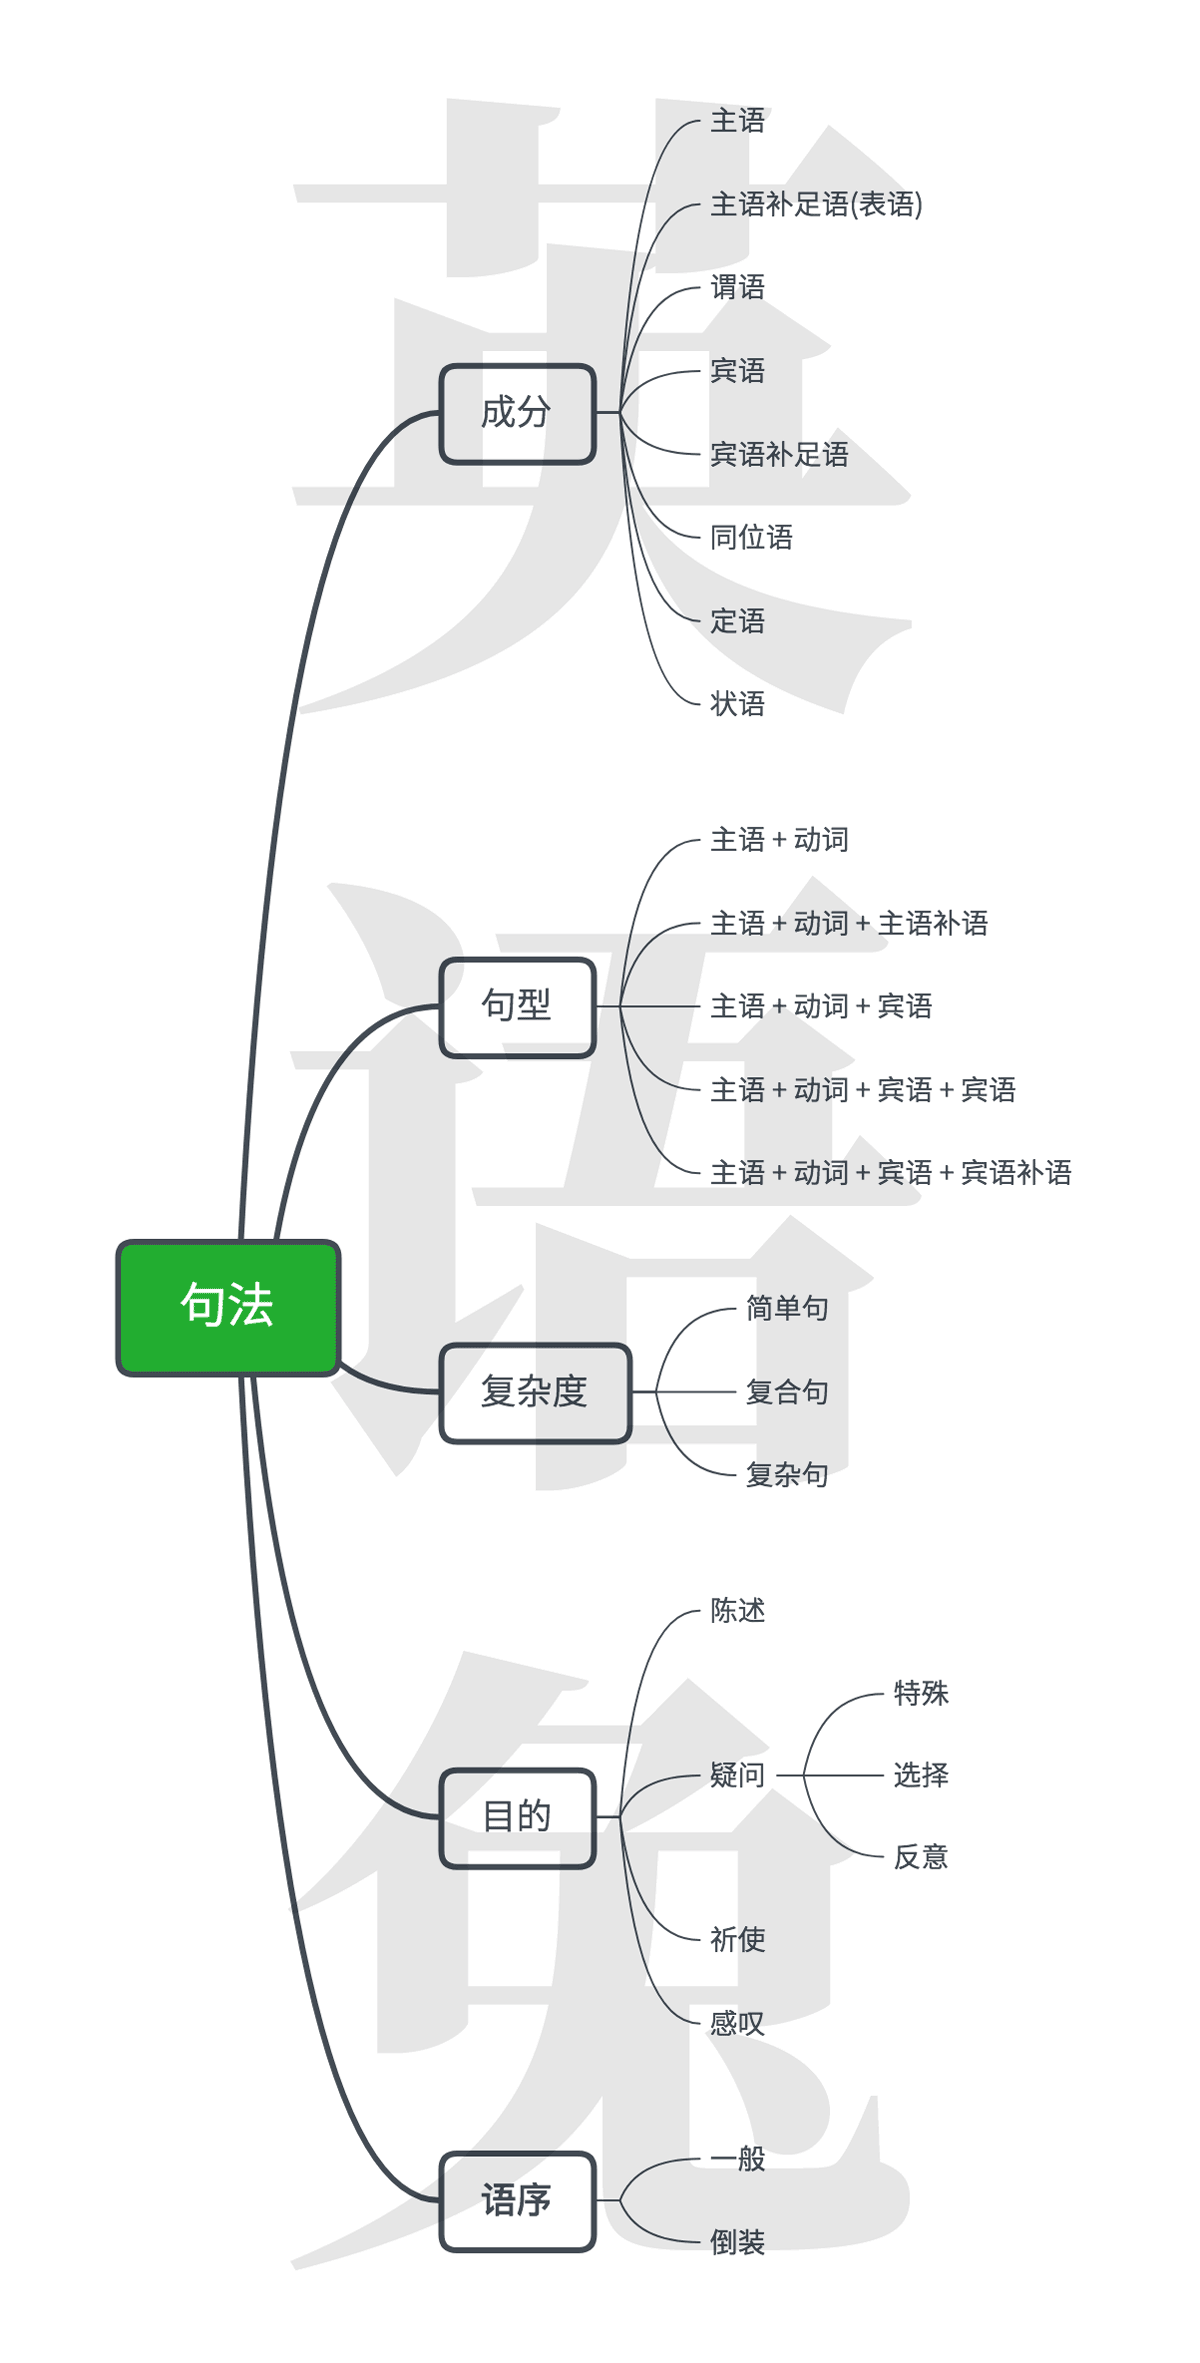 句法
成分
主语
主语补足语(表语)
谓语
宾语
宾语补足语
同位语
定语
状语
句型
主语 + 动词
主语 + 动词 + 主语补语
主语 + 动词 + 宾语
主语 + 动词 + 宾语 + 宾语
主语 + 动词 + 宾语 + 宾语补语
复杂度
简单句
复合句
复杂句
目的
陈述
疑问
特殊
选择
反意
祈使
感叹
语序
一般
倒装
英
语
兔